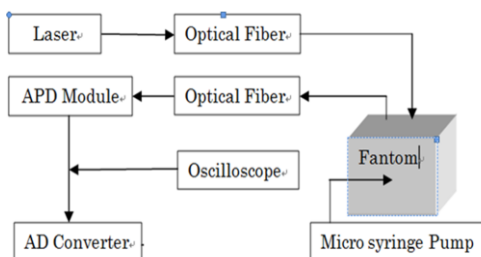 Laser
Optical Fiber
APD Module
Optical Fiber
Fantom
Oscilloscope
AD Converter
Micro syringe Pump